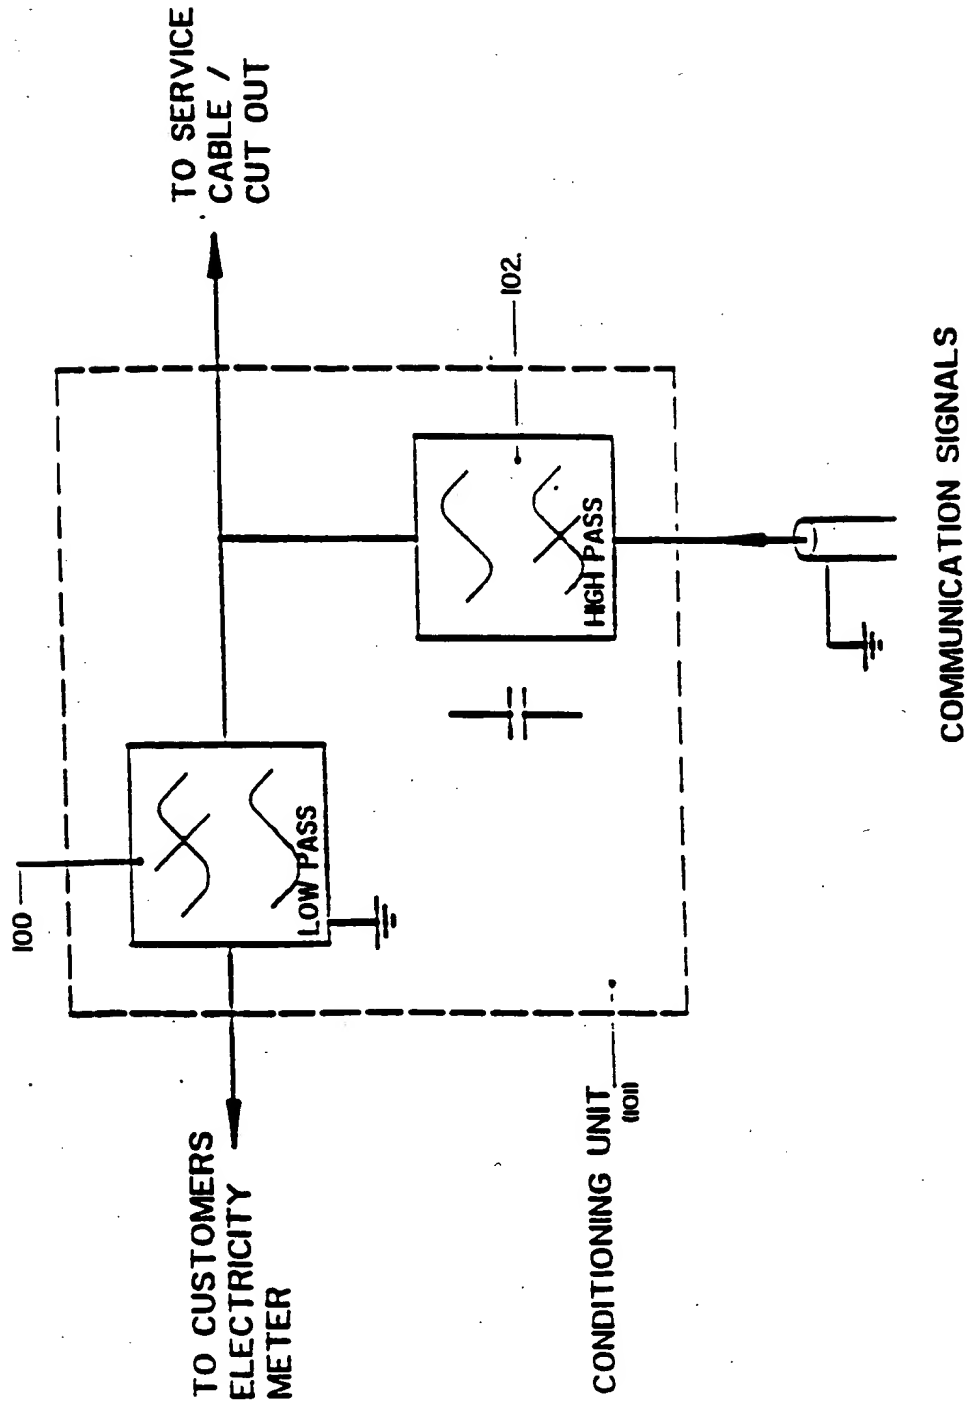 TO SERVICE
CABLE /
CUT OUT
100
102.
LOW PASS
HIGH PASS
TO CUSTOMERS
ELECTRICITY
METER
CONDITIONING UNIT
(101)
COMMUNICATION SIGNALS